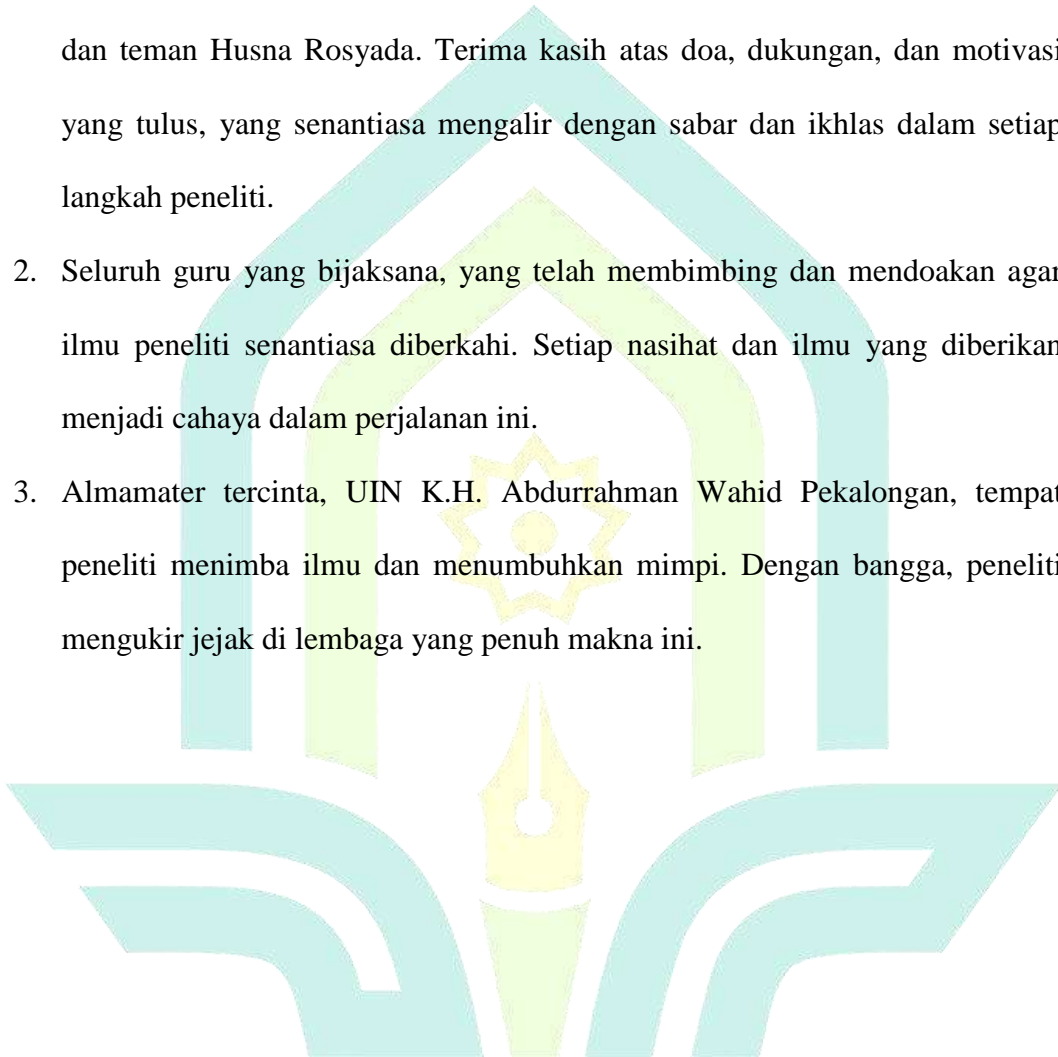 dan teman Husna Rosyada. Terima kasih atas doa, dukungan, dan motivasi
yang tulus, yang senantiasa mengalir dengan sabar dan ikhlas dalam setiap
langkah peneliti.
2. Seluruh guru yang bijaksana, yang telah membimbing dan mendoakan agar
ilmu peneliti senantiasa diberkahi. Setiap nasihat dan ilmu yang diberikan
menjadi cahaya dalam perjalanan ini.
3. Almamater tercinta, UIN K.H. Abdurrahman Wahid Pekalongan, tempat
peneliti menimba ilmu dan menumbuhkan mimpi. Dengan bangga, peneliti
mengukir jejak di lembaga yang penuh makna ini.